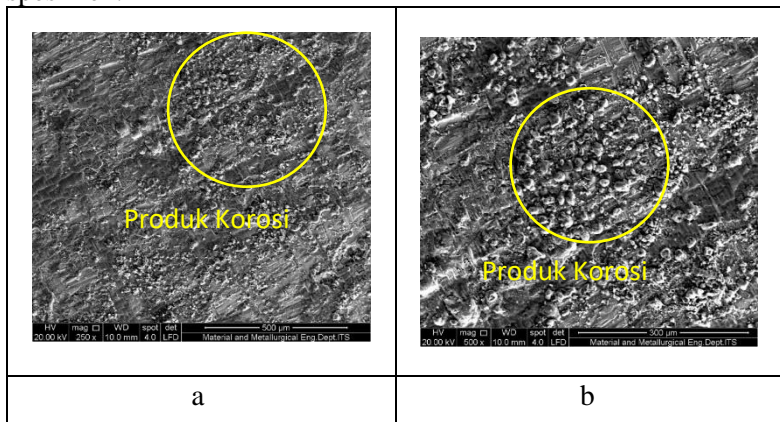 Produk Korosi
HV mag □ WD spot det 500 µm
20.00 kV 250 x 10.0 mm 4.0 LFD Material and Metallurgical Eng.Dept.ITS
Produk Korosi
HV mag □ WD spot det 300 µm
20.00 kV 500 x 10.0 mm 4.0 LFD Material and Metallurgical Eng.Dept.ITS
a b